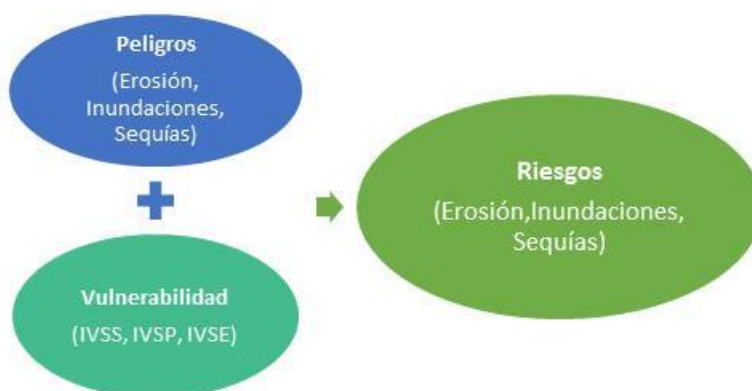 Peligros
(Erosión,
Inundaciones,
Sequías)
Vulnerabilidad
(IVSS, IVSP, IVSE)
Riesgos
(Erosión,Inundaciones,
Sequías)